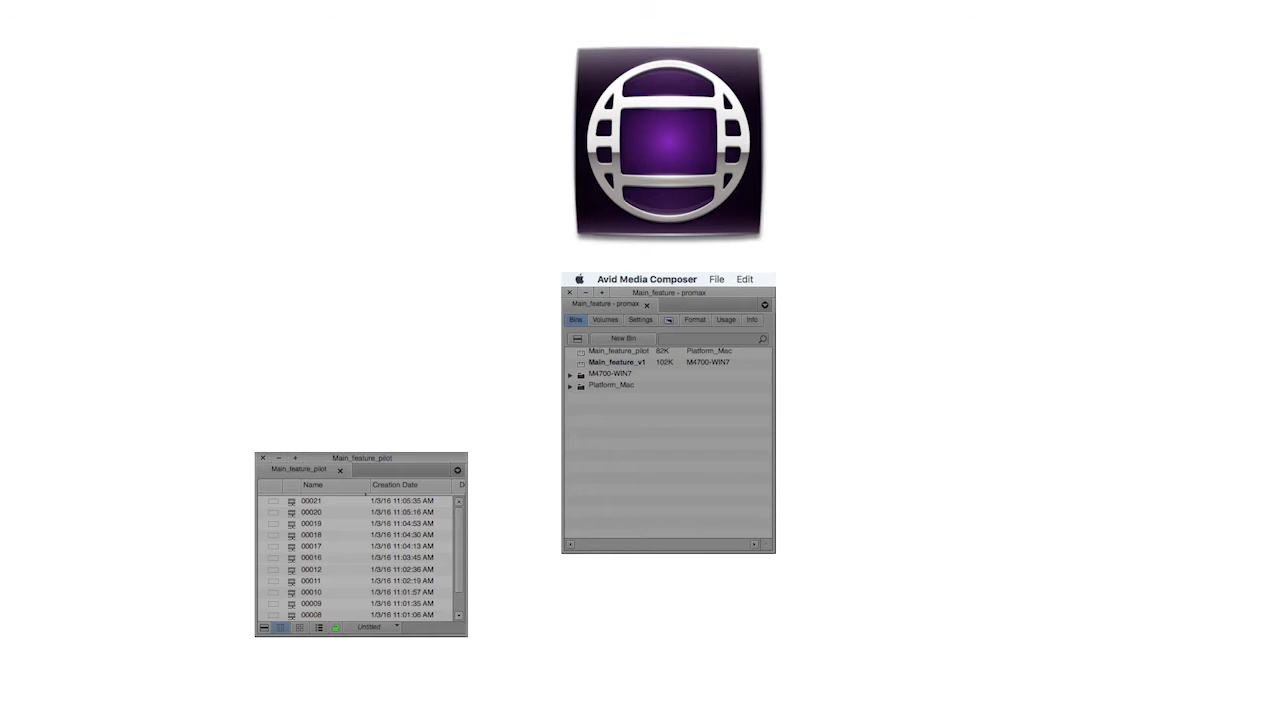 Avid Media Composer File Edit
Main_feature - promax
Main_feature - promax
Bins Volumes Settings Format Usage Info
New Bin
Main_feature_pilot 82K Platform_Mac
Main_feature_v1 102K M4700-WIN7
M4700-WIN7
Platform_Mac
Main_feature_pilot
Main_feature_pilot
Name Creation Date D
00021 1/3/16 11:05:35 AM
00020 1/3/16 11:05:16 AM
00019 1/3/16 11:04:53 AM
00018 1/3/16 11:04:30 AM
00017 1/3/16 11:04:13 AM
00016 1/3/16 11:03:45 AM
00012 1/3/16 11:02:36 AM
00011 1/3/16 11:02:19 AM
00010 1/3/16 11:01:57 AM
00009 1/3/16 11:01:35 AM
00008 1/3/16 11:01:06 AM
Untitled